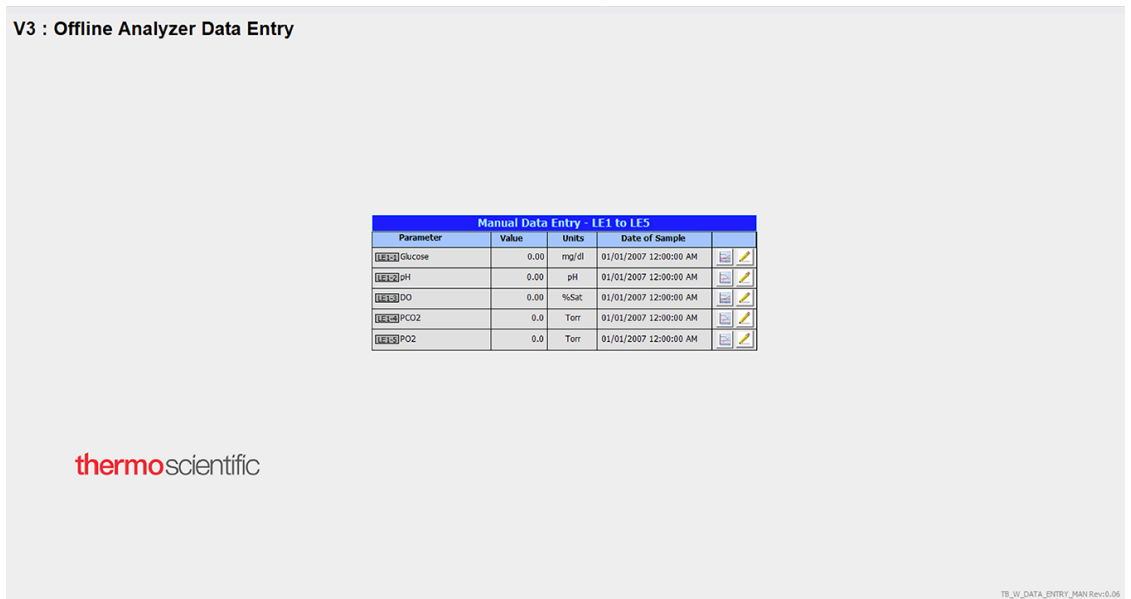 V3 : Offline Analyzer Data Entry
Manual Data Entry - LE1 to LE5
Parameter Value Units Date of Sample
LE1-1 Glucose 0.00 mg/dl 01/01/2007 12:00:00 AM
LE1-2 pH 0.00 pH 01/01/2007 12:00:00 AM
LE1-3 DO 0.00 %Sat 01/01/2007 12:00:00 AM
LE1-4 PCO2 0.0 Torr 01/01/2007 12:00:00 AM
LE1-5 PO2 0.0 Torr 01/01/2007 12:00:00 AM
thermoscientific
TB_W_DATA_ENTRY_MAN Rev:0.06